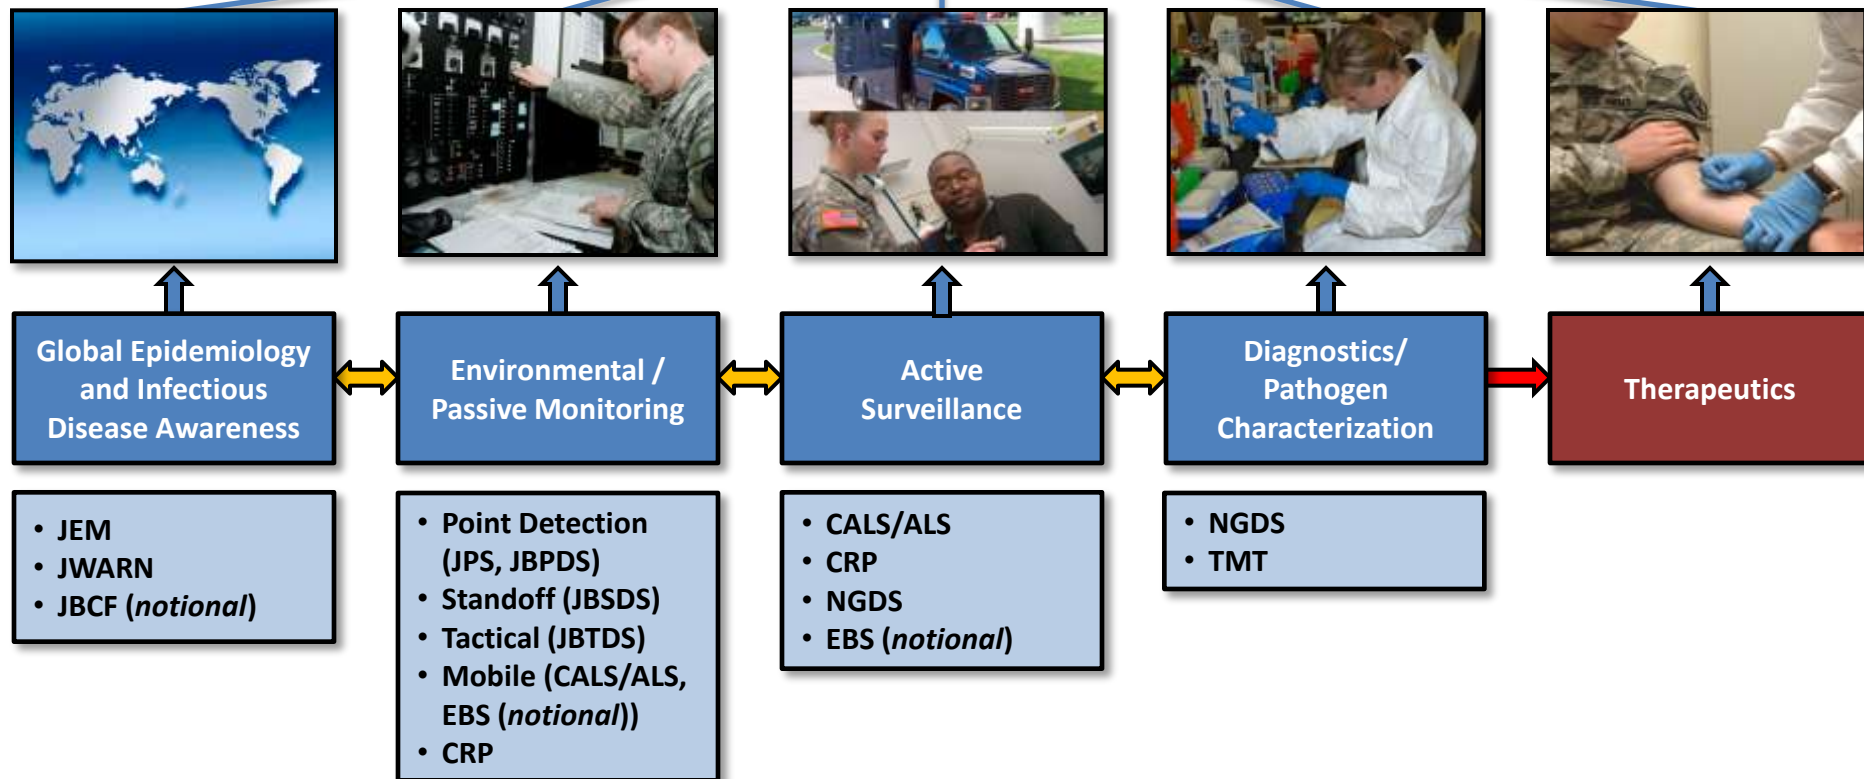 Global Epidemiology
and Infectious
Disease Awareness
Environmental /
Passive Monitoring
Active
Surveillance
Diagnostics/
Pathogen
Characterization
Therapeutics
• JEM
• JWARN
• JBCF (notional)
• Point Detection
(JPS, JBPDS)
• Standoff (JBSDS)
• Tactical (JBTDS)
• Mobile (CALS/ALS,
EBS (notional))
• CRP
• CALS/ALS
• CRP
• NGDS
• EBS (notional)
• NGDS
• TMT